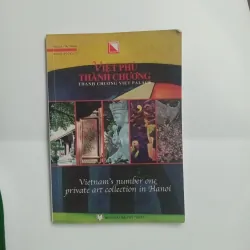 VIỆT PHỦ
THÀNH CHƯƠNG
THANH CHUONG VIET PALACE
Vietnam's number one
private art collection in Hanoi